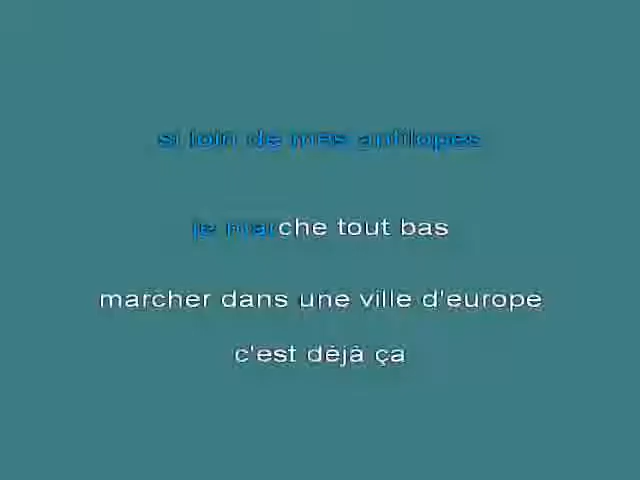 si loin de mes antilopes
je marche tout bas
marcher dans une ville d'europe
c'est déjà ça